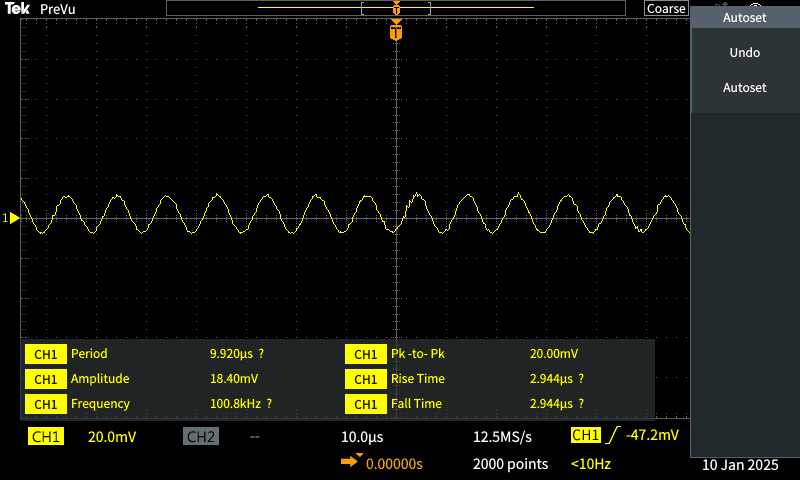 Tek PreVu Coarse
T
T
Autoset
Undo
Autoset
1
CH1 Period 9.920µs ? CH1 Pk -to- Pk 20.00mV
CH1 Amplitude 18.40mV CH1 Rise Time 2.944µs ?
CH1 Frequency 100.8kHz ? CH1 Fall Time 2.944µs ?
CH1 20.0mV CH2 -- 10.0µs 12.5MS/s CH1 -47.2mV
0.00000s 2000 points <10Hz 10 Jan 2025